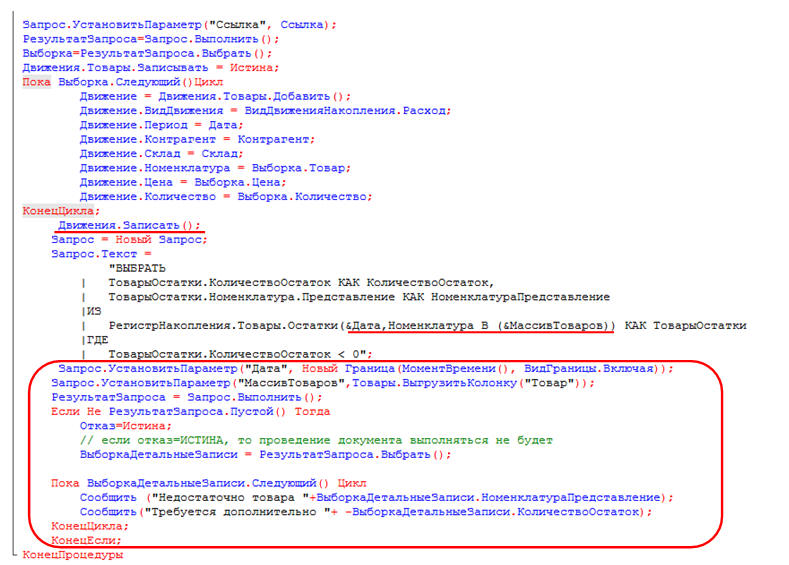 Запрос.УстановитьПараметр("Ссылка", Ссылка);
РезультатЗапроса=Запрос.Выполнить();
Выборка=РезультатЗапроса.Выбрать();
Движения.Товары.Записывать = Истина;
Пока Выборка.Следующий()Цикл
Движение = Движения.Товары.Добавить();
Движение.ВидДвижения = ВидДвиженияНакопления.Расход;
Движение.Период = Дата;
Движение.Контрагент = Контрагент;
Движение.Склад = Склад;
Движение.Номенклатура = Выборка.Товар;
Движение.Цена = Выборка.Цена;
Движение.Количество = Выборка.Количество;
КонецЦикла;
Движения.Записать();
Запрос = Новый Запрос;
Запрос.Текст =
"ВЫБРАТЬ
| ТоварыОстатки.КоличествоОстаток КАК КоличествоОстаток,
| ТоварыОстатки.Номенклатура.Представление КАК НоменклатураПредставление
|ИЗ
| РегистрНакопления.Товары.Остатки(&Дата,Номенклатура В (&МассивТоваров)) КАК ТоварыОстатки
|ГДЕ
| ТоварыОстатки.КоличествоОстаток < 0";
Запрос.УстановитьПараметр("Дата", Новый Граница(МоментВремени(), ВидГраницы.Включая));
Запрос.УстановитьПараметр("МассивТоваров",Товары.ВыгрузитьКолонку("Товар"));
РезультатЗапроса = Запрос.Выполнить();
Если Не РезультатЗапроса.Пустой() Тогда
Отказ=Истина;
// если отказ=ИСТИНА, то проведение документа выполняться не будет
ВыборкаДетальныеЗаписи = РезультатЗапроса.Выбрать();
Пока ВыборкаДетальныеЗаписи.Следующий() Цикл
Сообщить ("Недостаточно товара "+ВыборкаДетальныеЗаписи.НоменклатураПредставление);
Сообщить("Требуется дополнительно "+ -ВыборкаДетальныеЗаписи.КоличествоОстаток);
КонецЦикла;
КонецЕсли;
КонецПроцедуры